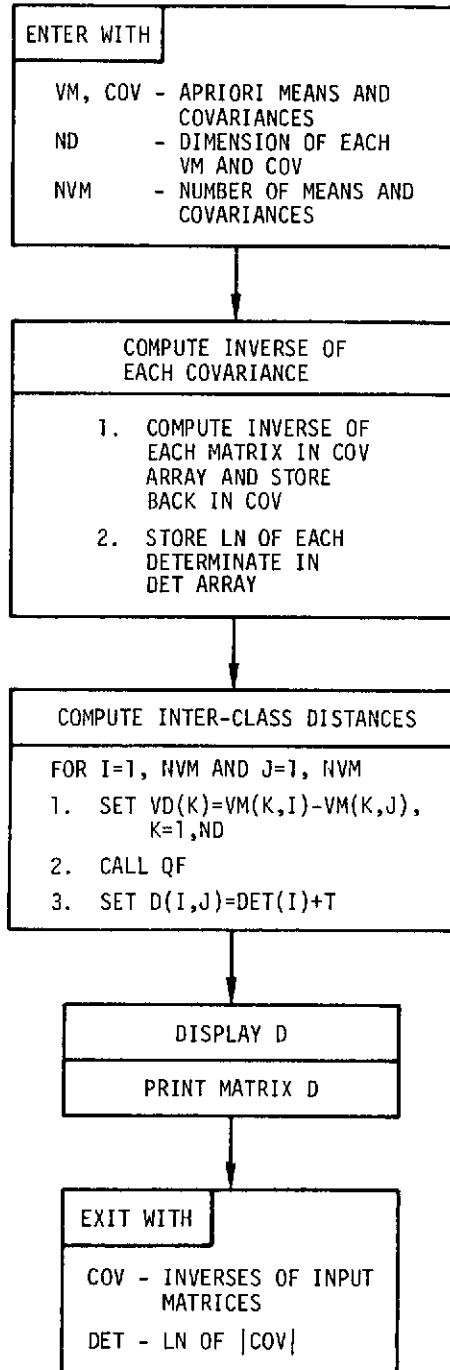 ENTER WITH
VM, COV - APRIORI MEANS AND
COVARIANCES
ND - DIMENSION OF EACH
VM AND COV
NVM - NUMBER OF MEANS AND
COVARIANCES
COMPUTE INVERSE OF
EACH COVARIANCE
1. COMPUTE INVERSE OF
EACH MATRIX IN COV
ARRAY AND STORE
BACK IN COV
2. STORE LN OF EACH
DETERMINATE IN
DET ARRAY
COMPUTE INTER-CLASS DISTANCES
FOR I=1, NVM AND J=1, NVM
1. SET VD(K)=VM(K,I)-VM(K,J),
K=1,ND
2. CALL QF
3. SET D(I,J)=DET(I)+T
DISPLAY D
PRINT MATRIX D
EXIT WITH
COV - INVERSES OF INPUT
MATRICES
DET - LN OF |COV|